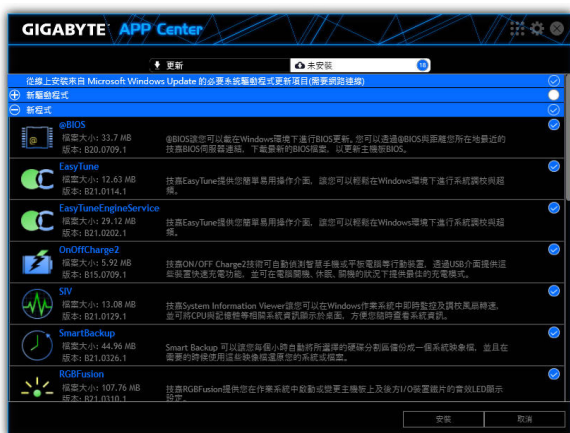 GIGABYTE APP Center
更新
未安裝 18
從線上安裝來自 Microsoft Windows Update 的必要系統驅動程式更新項目(需要網路連線)
新驅動程式
新程式
@BIOS
檔案大小: 33.7 MB
版本: B20.0709.1
@BIOS讓您可以載在Windows環境下進行BIOS更新。您可以透過@BIOS與距離您所在地最近的
技嘉BIOS伺服器連結，下載最新的BIOS檔案，以更新主機板BIOS。
EasyTune
檔案大小: 12.63 MB
版本: B21.0114.1
技嘉EasyTune提供您簡單易用操作介面，讓您可以輕鬆在Windows環境下進行系統調校與超
頻。
EasyTuneEngineService
檔案大小: 29.12 MB
版本: B21.0202.1
技嘉EasyTune提供您簡單易用操作介面，讓您可以輕鬆在Windows環境下進行系統調校與超
頻。
OnOffCharge2
檔案大小: 5.92 MB
版本: B15.0709.1
技嘉ON/OFF Charge2技術可自動偵測智慧手機或平板電腦等行動裝置，透過USB介面提供這
些裝置快速充電功能，並可在電腦開機、休眠、關機的狀況下提供最佳的充電模式。
SIV
檔案大小: 13.08 MB
版本: B21.0129.1
技嘉System Information Viewer讓您可以在Windows作業系統中即時監控及調校風扇轉速，
並可將CPU與記憶體等相關系統資訊顯示於桌面，方便您隨時查看系統資訊。
SmartBackup
檔案大小: 44.96 MB
版本: B21.0326.1
Smart Backup 可以讓您每個小時自動將所選擇的硬碟分割區備份成一個系統映象檔，並且在
需要的時候使用這些映像檔還原您的系統或檔案。
RGBFusion
檔案大小: 107.76 MB
版本: B21.0310.1
技嘉RGBFusion提供您在作業系統中啟動或變更主機板上及後方I/O裝置鐵片的音效LED顯示
設定。
安裝
取消